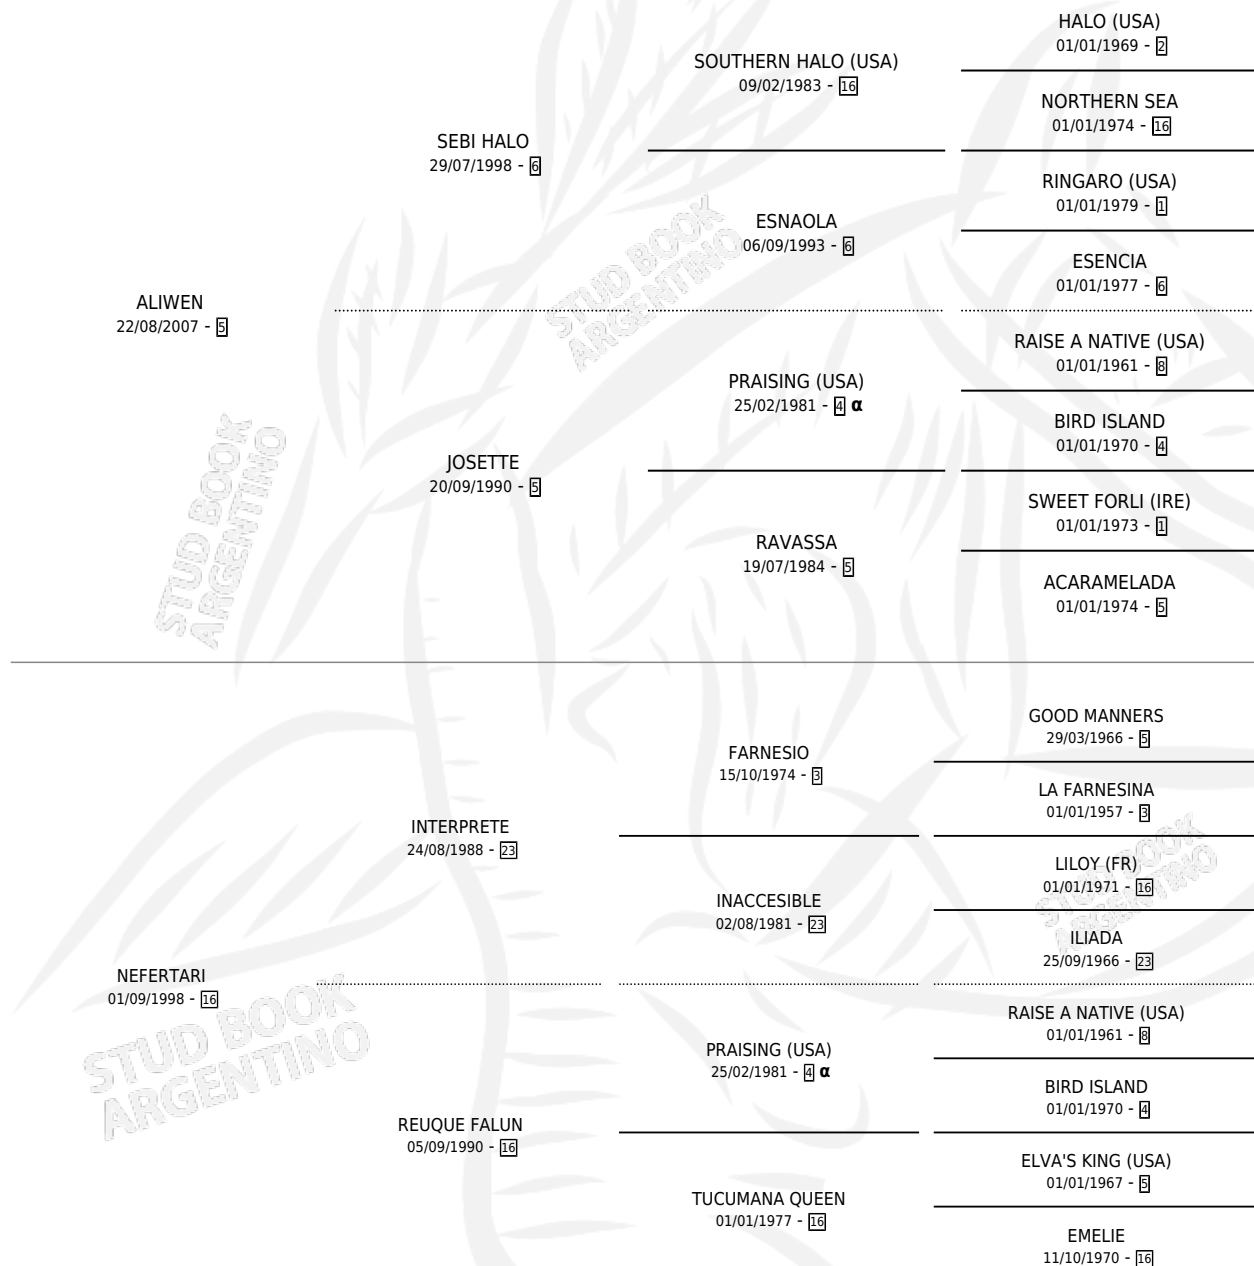 HALO (USA)
01/01/1969 - 2
SOUTHERN HALO (USA)
09/02/1983 - 16
NORTHERN SEA
01/01/1974 - 16
SEBI HALO
29/07/1998 - 6
RINGARO (USA)
01/01/1979 - 1
ESNAOLA
06/09/1993 - 6
ESENCIA
01/01/1977 - 6
STUD BOOK
ARGENTINO
ALIWEN
22/08/2007 - 5
RAISE A NATIVE (USA)
01/01/1961 - 8
PRAISING (USA)
25/02/1981 - 4 α
BIRD ISLAND
01/01/1970 - 4
JOSETTE
20/09/1990 - 5
SWEET FORLI (IRE)
01/01/1973 - 1
RAVASSA
19/07/1984 - 5
ACARAMELADA
01/01/1974 - 5
STUD BOOK
ARGENTINO
GOOD MANNERS
29/03/1966 - 5
FARNESIO
15/10/1974 - 3
LA FARNESINA
01/01/1957 - 3
INTERPRETE
24/08/1988 - 23
LILOY (FR)
01/01/1971 - 16
STUD BOOK
ARGENTINO
INACCESIBLE
02/08/1981 - 23
ILIADA
25/09/1966 - 23
NEFERTARI
01/09/1998 - 16
RAISE A NATIVE (USA)
01/01/1961 - 8
PRAISING (USA)
25/02/1981 - 4 α
BIRD ISLAND
01/01/1970 - 4
STUD BOOK
ARGENTINO
REUQUE FALUN
05/09/1990 - 16
ELVA'S KING (USA)
01/01/1967 - 5
TUCUMANA QUEEN
01/01/1977 - 16
EMELIE
11/10/1970 - 16